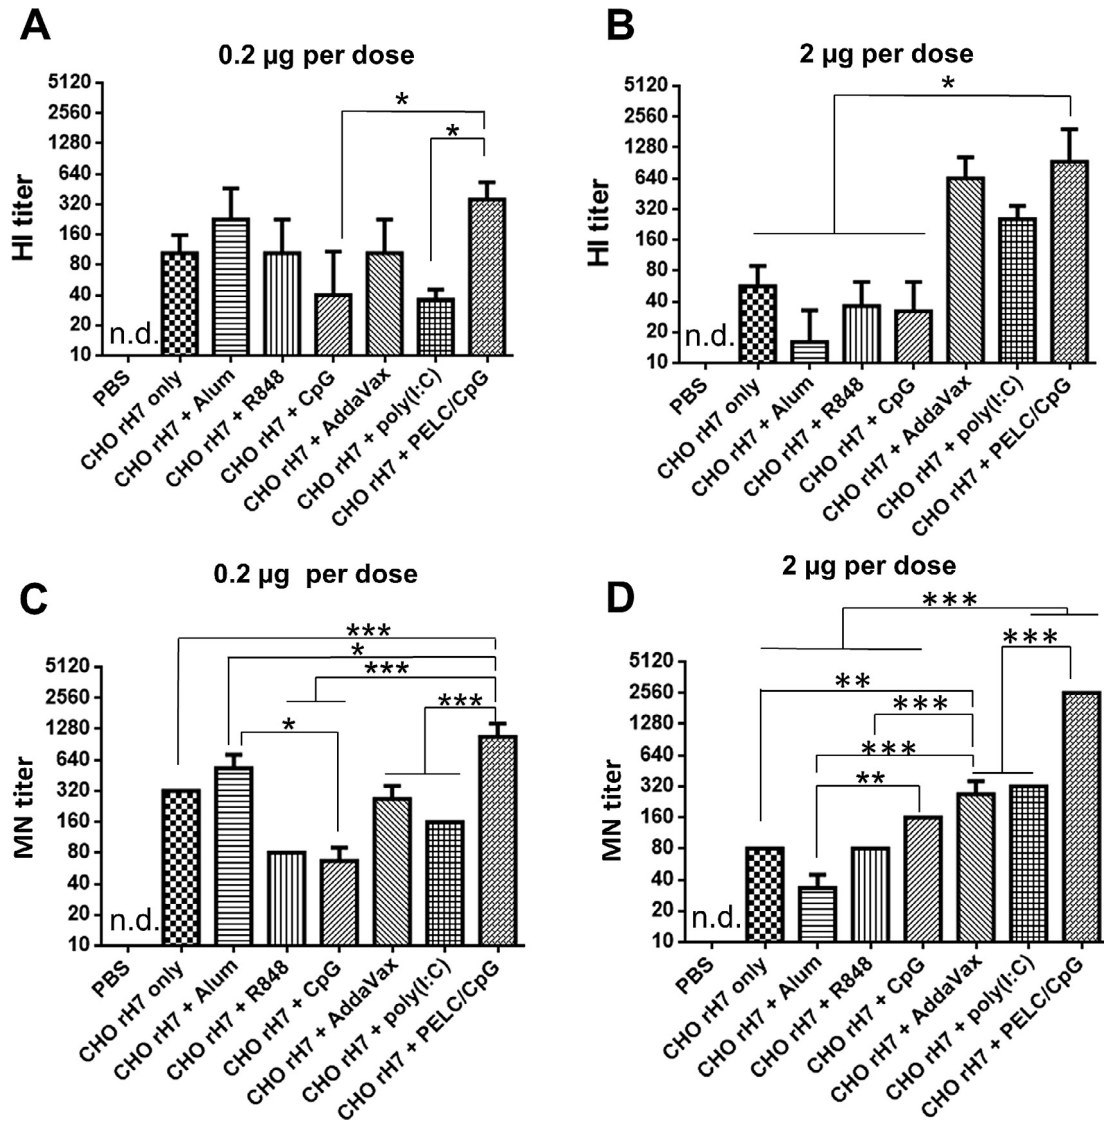 A
0.2 µg per dose
HI titer
5120
2560
1280
640
320
160
80
40
20
10
*
*
n.d.
PBS
CHO rH7 only
CHO rH7 + Alum
CHO rH7 + R848
CHO rH7 + CpG
CHO rH7 + AddaVax
CHO rH7 + poly(I:C)
CHO rH7 + PELC/CpG
B
2 µg per dose
HI titer
5120
2560
1280
640
320
160
80
40
20
10
*
n.d.
PBS
CHO rH7 only
CHO rH7 + Alum
CHO rH7 + R848
CHO rH7 + CpG
CHO rH7 + AddaVax
CHO rH7 + poly(I:C)
CHO rH7 + PELC/CpG
C
0.2 µg per dose
MN titer
5120
2560
1280
640
320
160
80
40
20
10
***
*
***
***
*
n.d.
PBS
CHO rH7 only
CHO rH7 + Alum
CHO rH7 + R848
CHO rH7 + CpG
CHO rH7 + AddaVax
CHO rH7 + poly(I:C)
CHO rH7 + PELC/CpG
D
2 µg per dose
MN titer
5120
2560
1280
640
320
160
80
40
20
10
***
***
**
***
***
**
n.d.
PBS
CHO rH7 only
CHO rH7 + Alum
CHO rH7 + R848
CHO rH7 + CpG
CHO rH7 + AddaVax
CHO rH7 + poly(I:C)
CHO rH7 + PELC/CpG